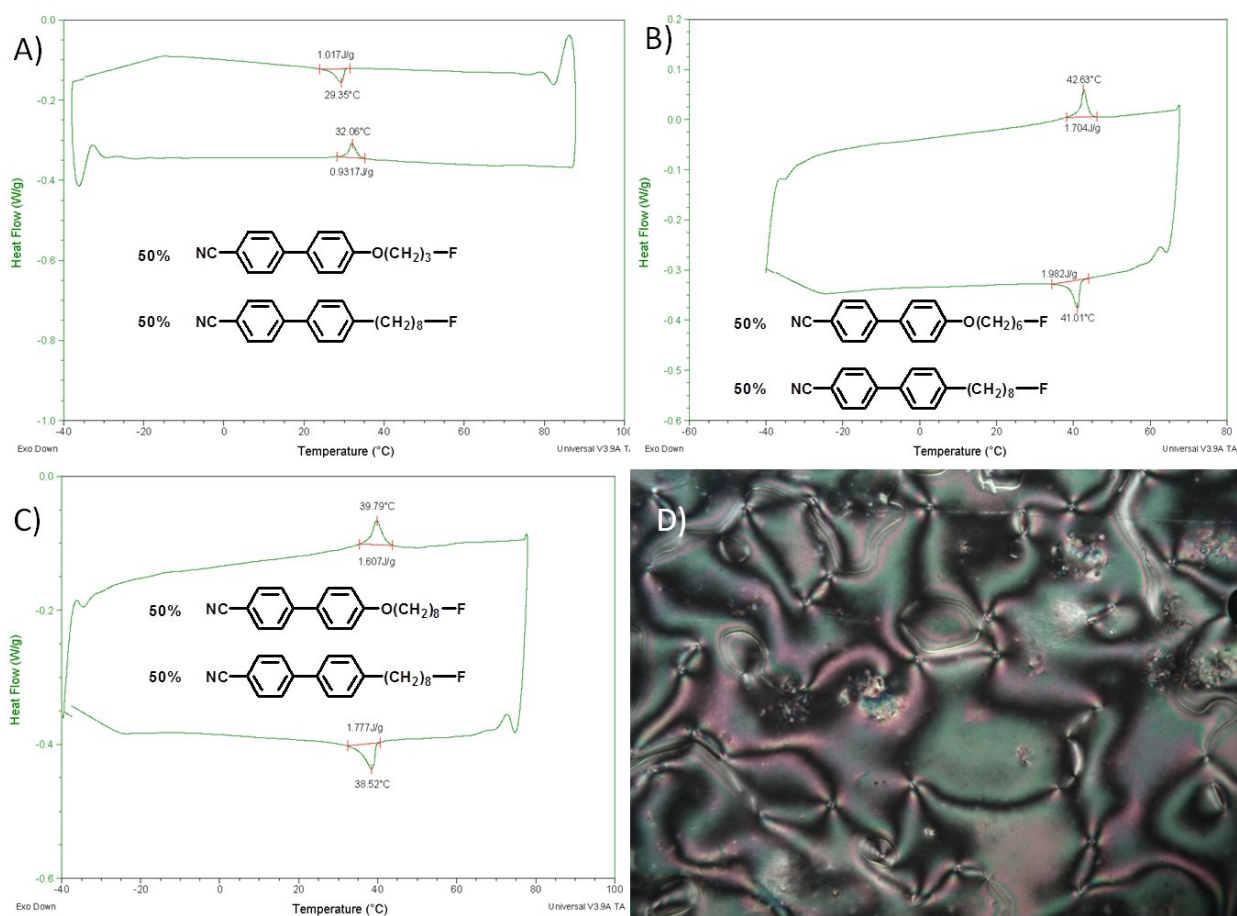 A)
0.0
-0.2
-0.4
-0.6
-0.8
-1.0
Heat Flow (W/g)
1.017J/g
29.35°C
32.06°C
0.9317J/g
50% NC O(CH2)3 F
50% NC (CH2)8 F
-40 -20 0 20 40 60 80 100
Exo Down Temperature (°C) Universal V3.9A
B)
0.2
0.1
0.0
-0.1
-0.2
-0.3
-0.4
-0.5
-0.6
Heat Flow (W/g)
42.63°C
1.704J/g
1.982J/g
41.01°C
50% NC O(CH2)6 F
50% NC (CH2)8 F
-60 -40 -20 0 20 40 60 80
Exo Down Temperature (°C) Universal V3.9A TA
C)
0.0
-0.2
-0.4
-0.6
Heat Flow (W/g)
39.79°C
1.607J/g
50% NC O(CH2)8 F
50% NC (CH2)8 F
1.777J/g
38.52°C
-40 -20 0 20 40 60 80 100
Exo Down Temperature (°C) Universal V3.9A TA
D)